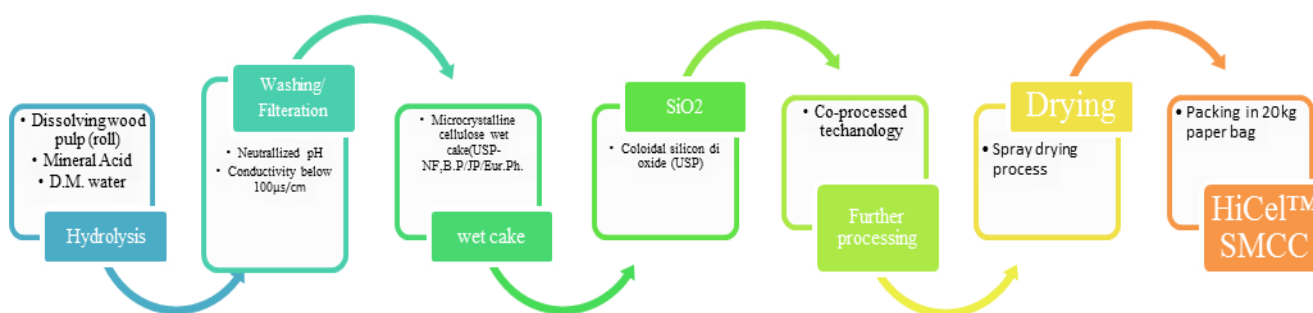 • Dissolving wood
pulp (roll)
• Mineral Acid
• D.M. water
Hydrolysis
Washing/
Filteration
• Neutrallized pH
• Conductivity below
100µs/cm
• Microcrystalline
cellulose wet
cake(USP-
NF,B.P/JP/Eur.Ph.
wet cake
SiO2
• Coloidal silicon di
oxide (USP)
• Co-processed
techanology
Further
processing
Drying
• Spray drying
process
• Packing in 20kg
paper bag
HiCel™
SMCC